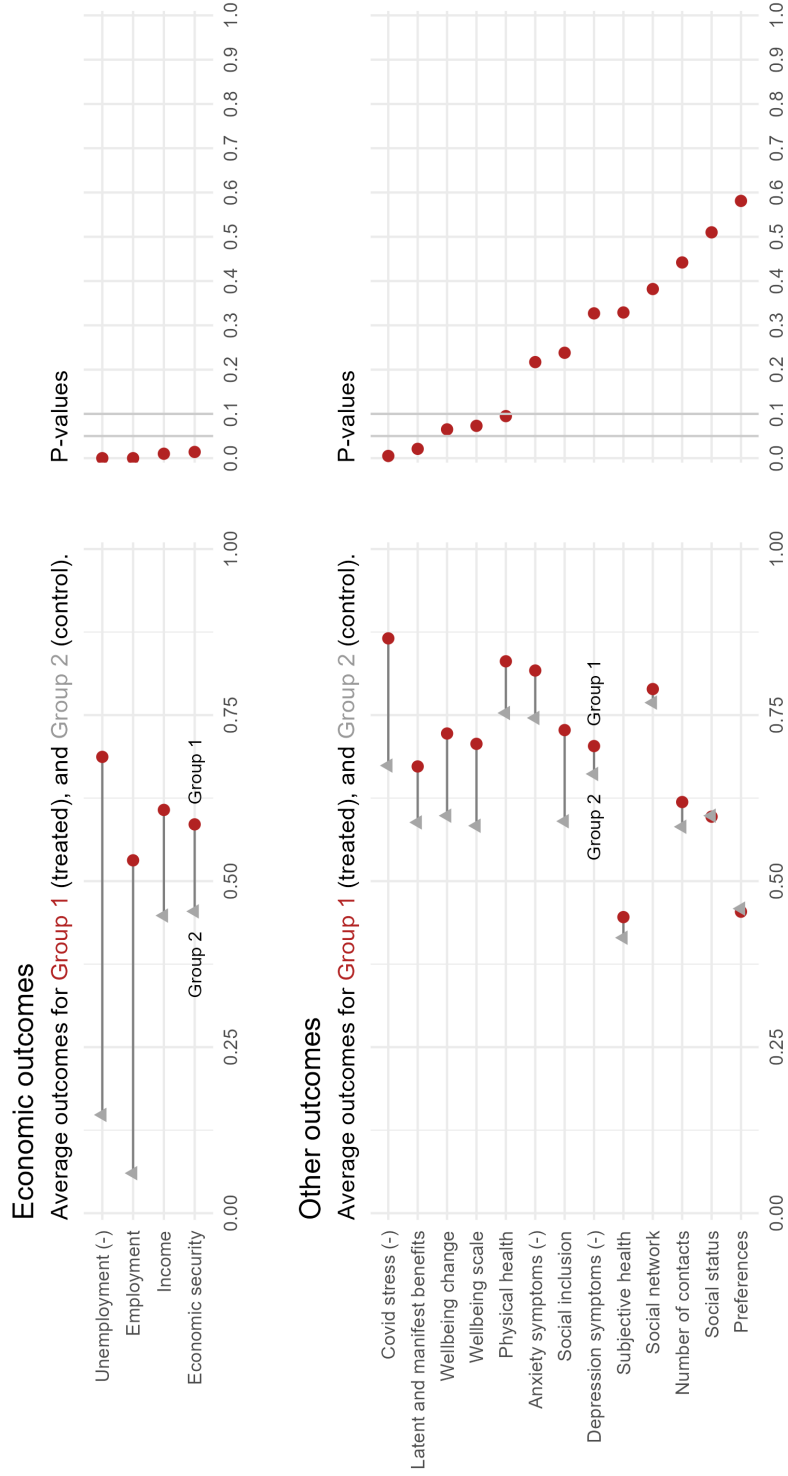 Economic outcomes
Average outcomes for Group 1 (treated), and Group 2 (control).
P-values
Unemployment (-)
Employment
Income
Economic security
Group 2
Group 1
0.00 0.25 0.50 0.75 1.00
0.0 0.1 0.2 0.3 0.4 0.5 0.6 0.7 0.8 0.9 1.0
Other outcomes
Average outcomes for Group 1 (treated), and Group 2 (control).
P-values
Covid stress (-)
Latent and manifest benefits
Wellbeing change
Wellbeing scale
Physical health
Anxiety symptoms (-)
Social inclusion
Depression symptoms (-)
Group 2
Group 1
Subjective health
Social network
Number of contacts
Social status
Preferences
0.00 0.25 0.50 0.75 1.00
0.0 0.1 0.2 0.3 0.4 0.5 0.6 0.7 0.8 0.9 1.0